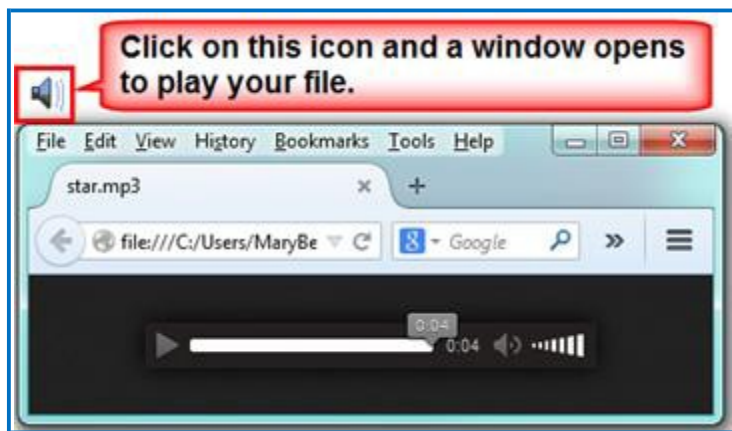 Click on this icon and a window opens
to play your file.
File Edit View History Bookmarks Tools Help
star.mp3
file:///C:/Users/MaryBe Google
0:04
0:04